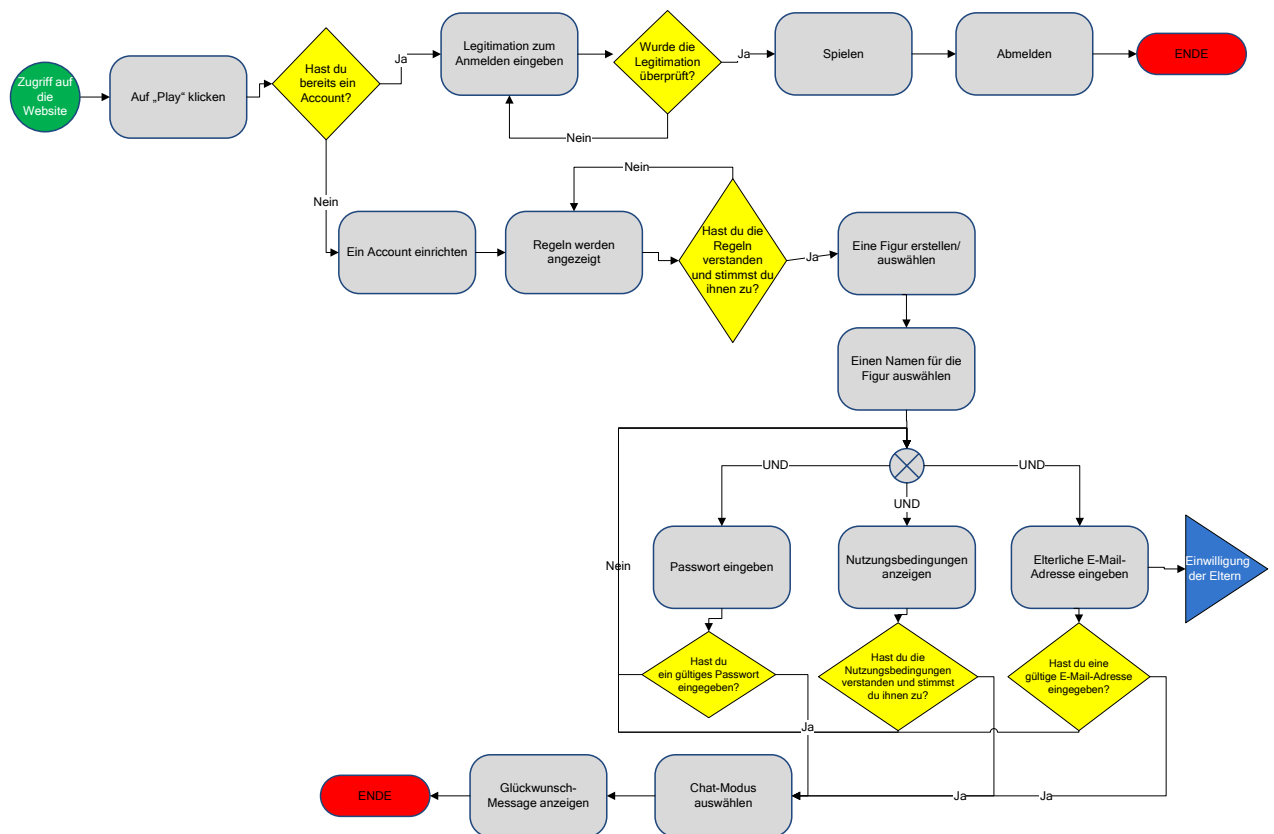 Zugriff auf
die
Website
Auf „Play“ klicken
Hast du
bereits ein
Account?
Ja
Legitimation zum
Anmelden eingeben
Wurde die
Legitimation
überprüft?
Ja
Spielen
Abmelden
ENDE
Nein
Nein
Nein
Ein Account einrichten
Regeln werden
angezeigt
Hast du die
Regeln
verstanden
und stimmst du
ihnen zu?
Ja
Eine Figur erstellen/
auswählen
Einen Namen für die
Figur auswählen
UND
UND
UND
Nein
Passwort eingeben
Nutzungsbedingungen
anzeigen
Elterliche E-Mail-
Adresse eingeben
Einwilligung
der Eltern
Hast du
ein gültiges Passwort
eingegeben?
Hast du die
Nutzungsbedingungen
verstanden und stimmst
du ihnen zu?
Hast du eine
gültige E-Mail-Adresse
eingegeben?
Ja
ENDE
Glückwunsch-
Message anzeigen
Chat-Modus
auswählen
Ja
Ja